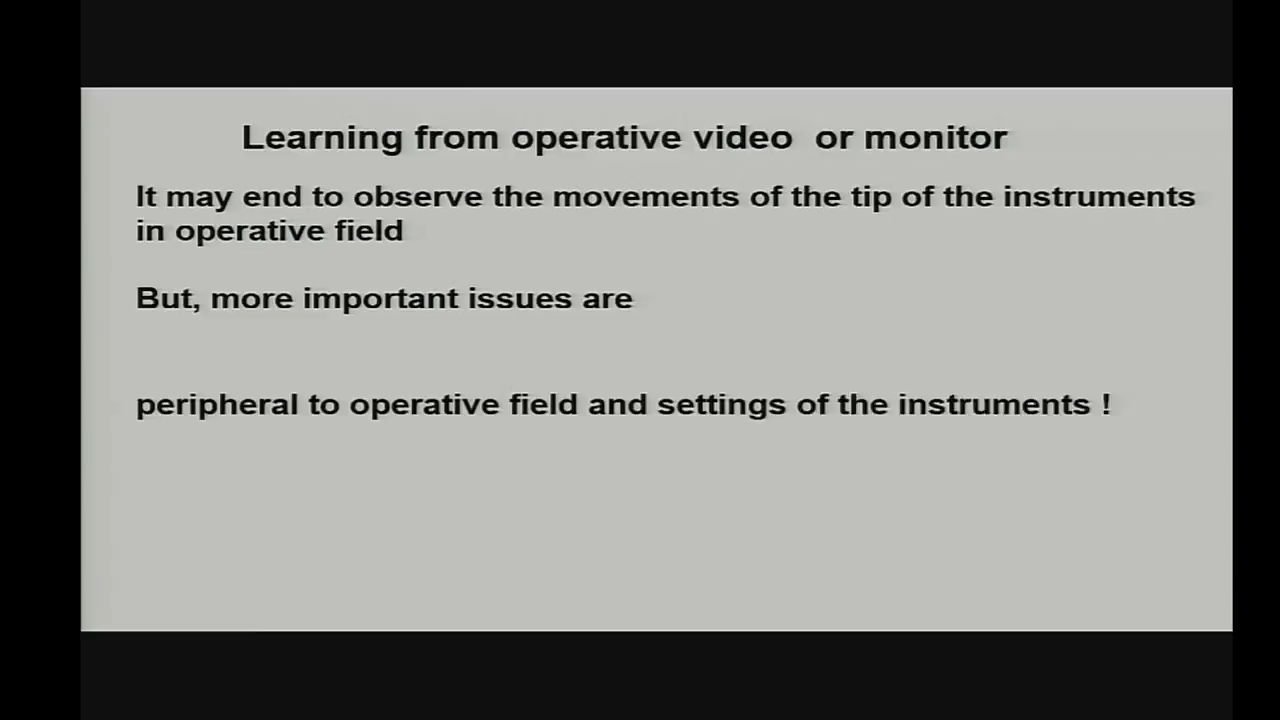 Learning from operative video or monitor
It may end to observe the movements of the tip of the instruments
in operative field
But, more important issues are
peripheral to operative field and settings of the instruments !